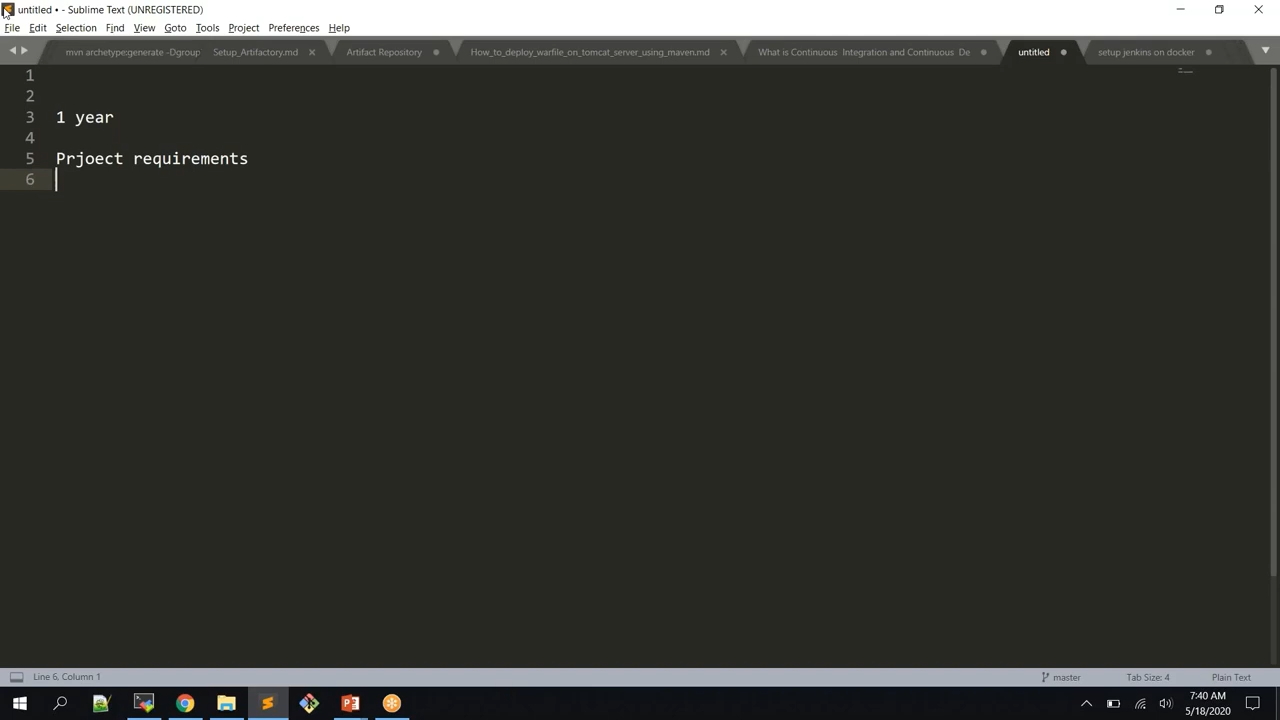 untitled • - Sublime Text (UNREGISTERED)
File Edit Selection Find View Goto Tools Project Preferences Help
mvn archetype:generate -Dgroup Setup_Artifactory.md Artifact Repository How_to_deploy_warfile_on_tomcat_server_using_maven.md What is Continuous Integration and Continuous De untitled setup jenkins on docker
1
2
3 1 year
4
5 Prjoect requirements
6
Line 6, Column 1 master Tab Size: 4 Plain Text
7:40 AM
5/18/2020